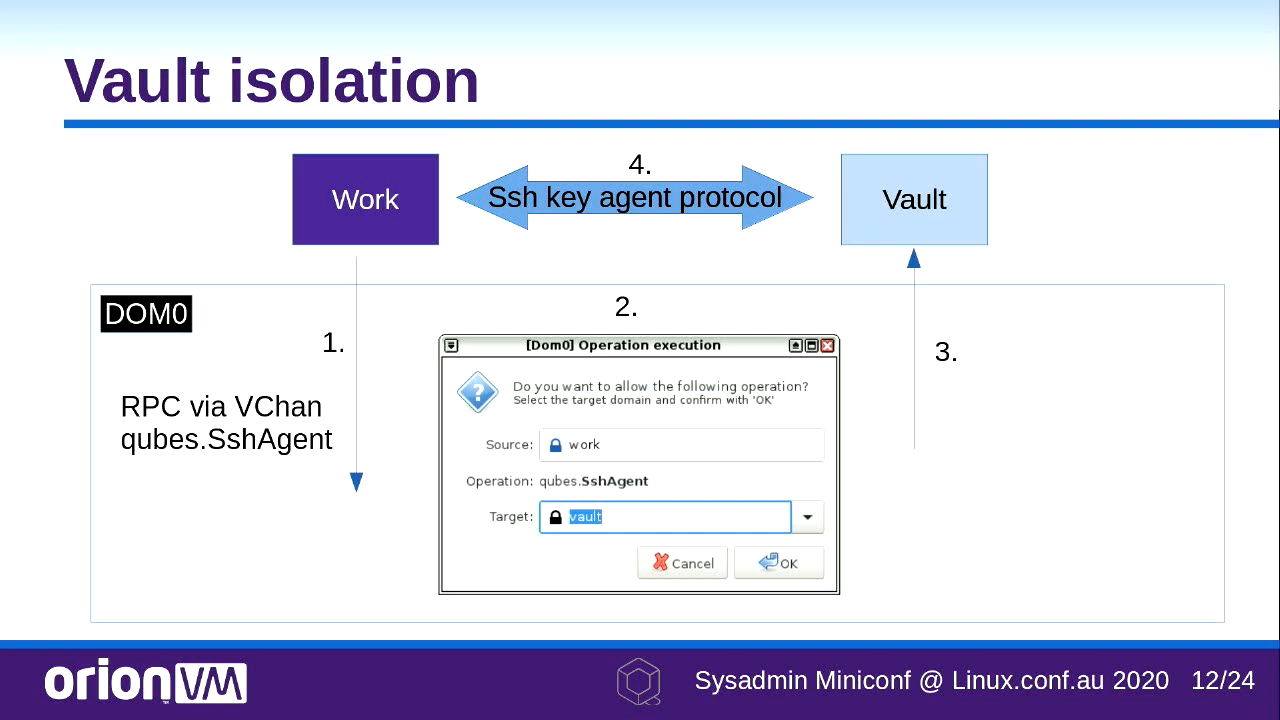 Vault isolation
4.
Work
Ssh key agent protocol
Vault
DOM0
2.
1.
3.
RPC via VChan
qubes.SshAgent
[Dom0] Operation execution
Do you want to allow the following operation?
Select the target domain and confirm with 'OK'
Source: work
Operation: qubes.SshAgent
Target: vault
Cancel OK
orionVM
Sysadmin Miniconf @ Linux.conf.au 2020 12/24